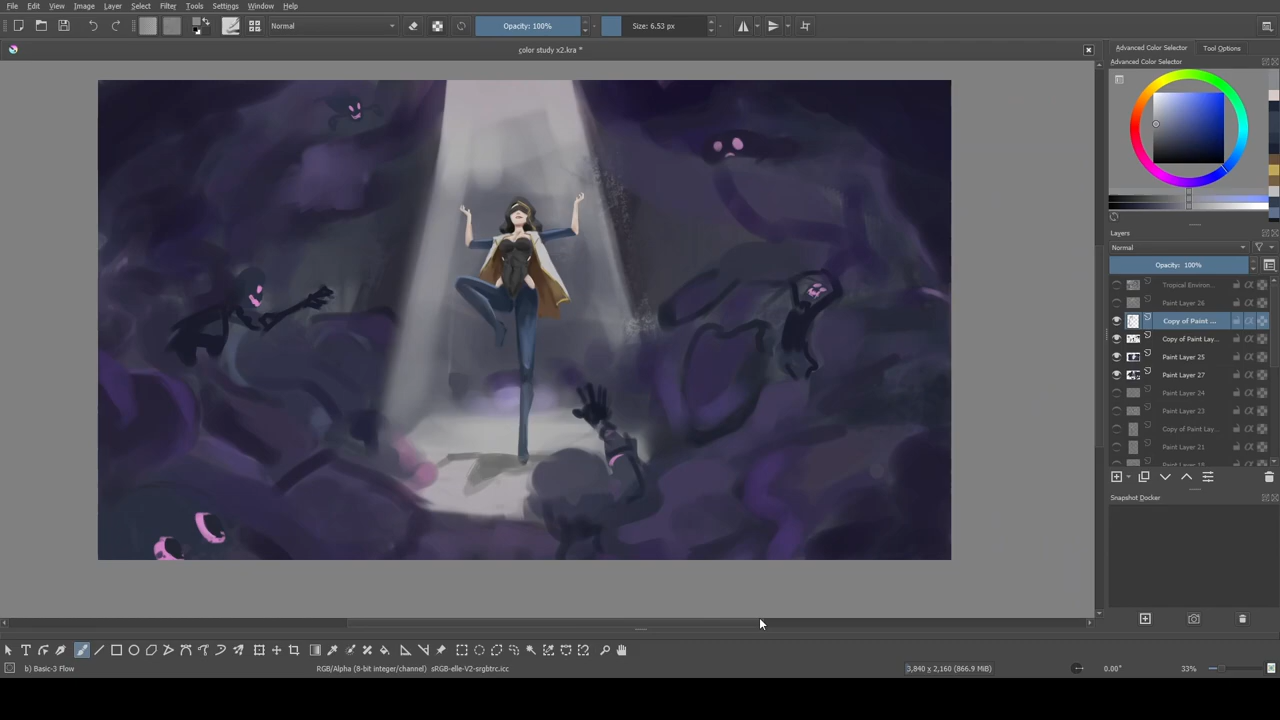 File Edit View Image Layer Select Filter Tools Settings Window Help
Normal Opacity: 100% Size: 6.53 px
color study x2.kra *
Advanced Color Selector Tool Options
Advanced Color Selector
Layers
Normal
Opacity: 100%
Tropical Environ...
Paint Layer 26
Copy of Paint ...
Copy of Paint Lay...
Paint Layer 25
Paint Layer 27
Paint Layer 24
Paint Layer 23
Copy of Paint Lay...
Paint Layer 21
Snapshot Docker
b) Basic-3 Flow RGB/Alpha (8-bit integer/channel) sRGB-elle-V2-srgbtrc.icc 3,840 x 2,160 (866.9 MiB) 0.00° 33%